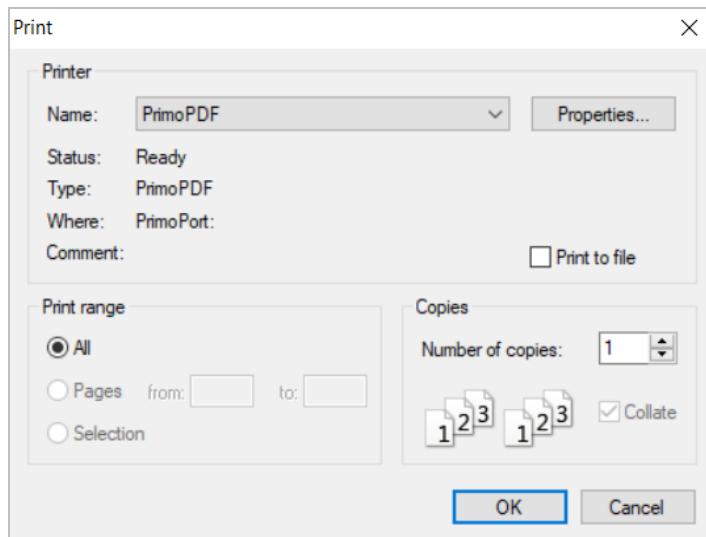 Print
Printer
Name: PrimoPDF Properties...
Status: Ready
Type: PrimoPDF
Where: PrimoPort:
Comment:
Print to file
Print range
All
Pages from: to:
Selection
Copies
Number of copies: 1
1 2 3 1 2 3 Collate
OK Cancel